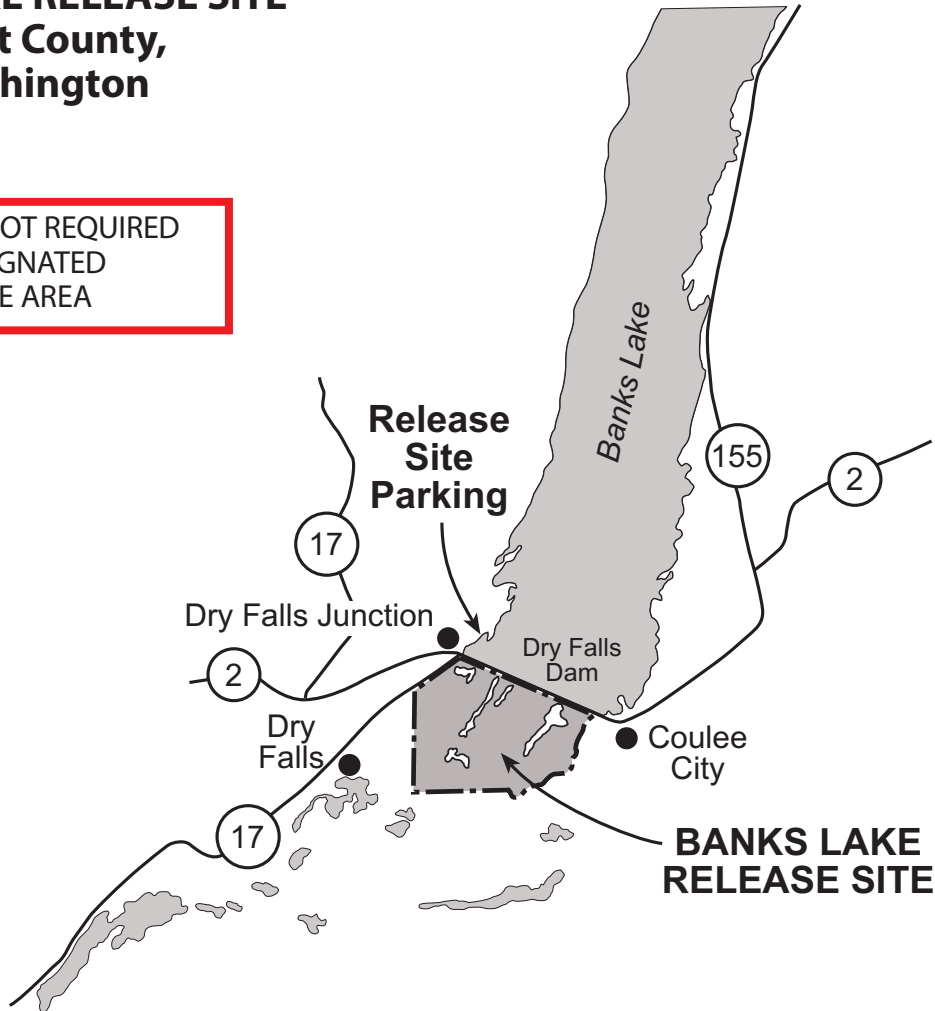 RELEASE SITE
t County,
hington
OT REQUIRED
GNATED
E AREA
Banks Lake
Release
Site
Parking
155
2
17
Dry Falls Junction
Dry Falls
Dam
2
Dry
Falls
Coulee
City
17
BANKS LAKE
RELEASE SITE